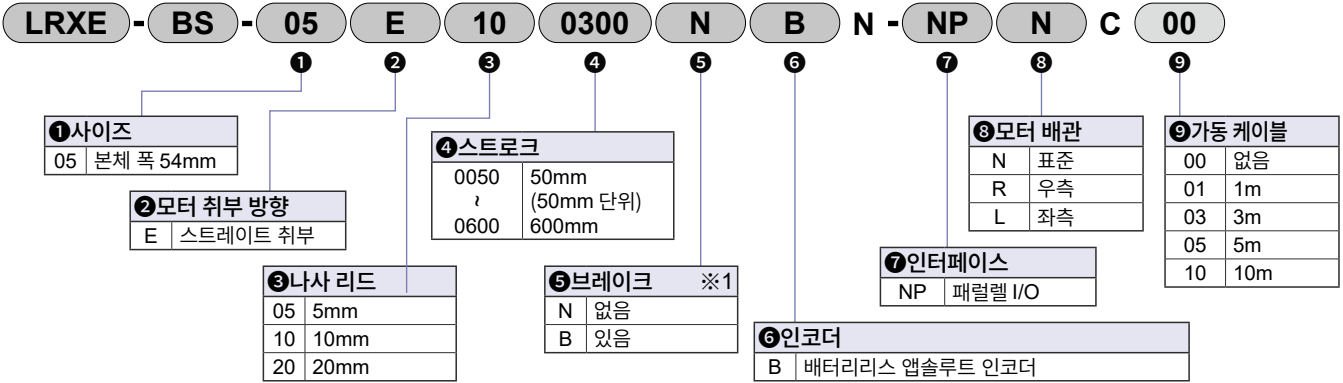 LRXE - BS - 05 E 10 0300 N B N - NP N C 00
❶ ❷ ❸ ❹ ❺ ❻ ❼ ❽ ❾
❶사이즈
05 본체 폭 54mm
❷모터 취부 방향
E 스트레이트 취부
❸나사 리드
05 5mm
10 10mm
20 20mm
❹스트로크
0050 50mm
~ (50mm 단위)
0600 600mm
❺브레이크 ※1
N 없음
B 있음
❻인코더
B 배터리리스 앱솔루트 인코더
❼인터페이스
NP 패럴렐 I/O
❽모터 배관
N 표준
R 우측
L 좌측
❾가동 케이블
00 없음
01 1m
03 3m
05 5m
10 10m